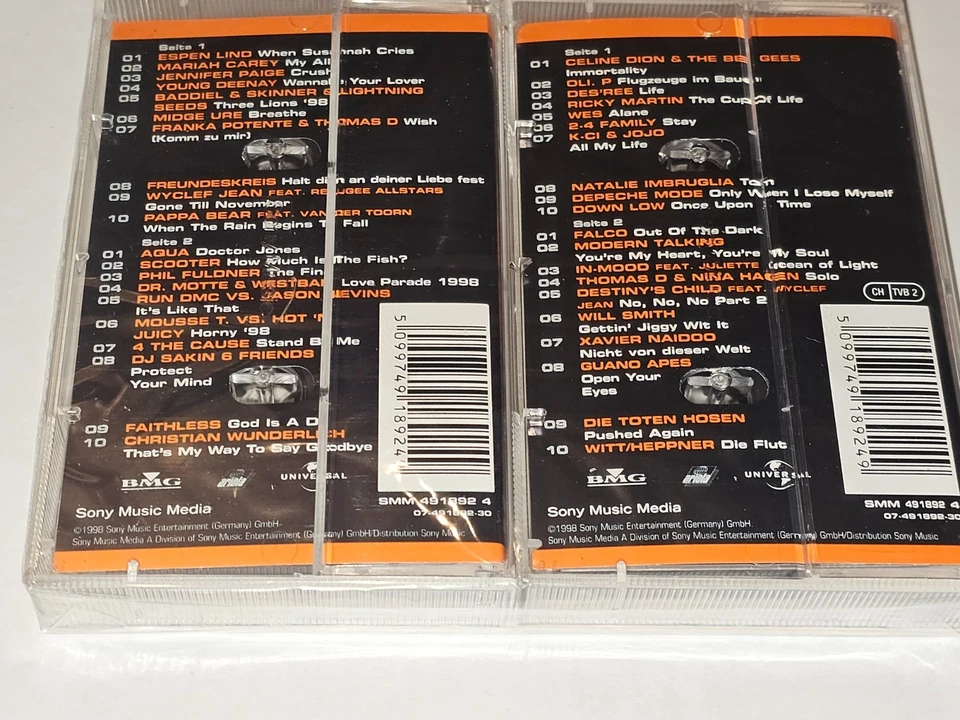 Seite 1
01 ESPEN LIND When Susannah Cries
02 MARIAH CAREY My All
03 JENNIFER PAIGE Crush
04 YOUNG DEENAY Wannabe Your Lover
05 BADDIEL & SKINNER & LIGHTNING
SEEDS Three Lions '98
06 MIDGE URE Breathe
07 FRANKA POTENTE & THOMAS D Wish
(Komm zu mir)
08 FREUNDESKREIS Halt dich an deiner Liebe fest
09 WYCLEF JEAN FEAT. REFUGEE ALLSTARS
Gone Till November
10 PAPPA BEAR FEAT. VAN DER TOORN
When The Rain Begins To Fall
Seite 2
01 AQUA Doctor Jones
02 SCOOTER How Much Is The Fish?
03 PHIL FULDNER The Final
04 DR. MOTTE & WESTBAM Love Parade 1998
05 RUN DMC VS. JASON NEVINS
It's Like That
06 MOUSSE T. VS. HOT 'N'
JUICY Horny '98
07 4 THE CAUSE Stand By Me
08 DJ SAKIN & FRIENDS
Protect
Your Mind
09 FAITHLESS God Is A D
10 CHRISTIAN WUNDERLICH
That's My Way To Say Goodbye
BMG ariola UNIVERSAL
Sony Music Media
©1998 Sony Music Entertainment (Germany) GmbH.
Sony Music Media A Division of Sony Music Entertainment (Germany) GmbH/Distribution Sony Music
5 099749 189249
SMM 491892 4
07-491892-30
Seite 1
01 CELINE DION & THE BEE GEES
Immortality
02 OLI. P Flugzeuge im Bauch
03 DES'REE Life
04 RICKY MARTIN The Cup Of Life
05 WES Alane
06 2-4 FAMILY Stay
07 K-CI & JOJO
All My Life
08 NATALIE IMBRUGLIA Torn
09 DEPECHE MODE Only When I Lose Myself
10 DOWN LOW Once Upon A Time
Seite 2
01 FALCO Out Of The Dark
02 MODERN TALKING
You're My Heart, You're My Soul
03 IN-MOOD FEAT. JULIETTE Ocean of Light
04 THOMAS D & NINA HAGEN Solo
05 DESTINY'S CHILD FEAT. WYCLEF
JEAN No, No, No Part 2
06 WILL SMITH
Gettin' Jiggy Wit It
07 XAVIER NAIDOO
Nicht von dieser Welt
08 GUANO APES
Open Your
Eyes
09 DIE TOTEN HOSEN
Pushed Again
10 WITT/HEPPNER Die Flut
CH TVB 2
BMG ariola UNIVERSAL
Sony Music Media
©1998 Sony Music Entertainment (Germany) GmbH.
Sony Music Media A Division of Sony Music Entertainment (Germany) GmbH/Distribution Sony Music
5 099749 189249
SMM 491892 4
07-491892-30